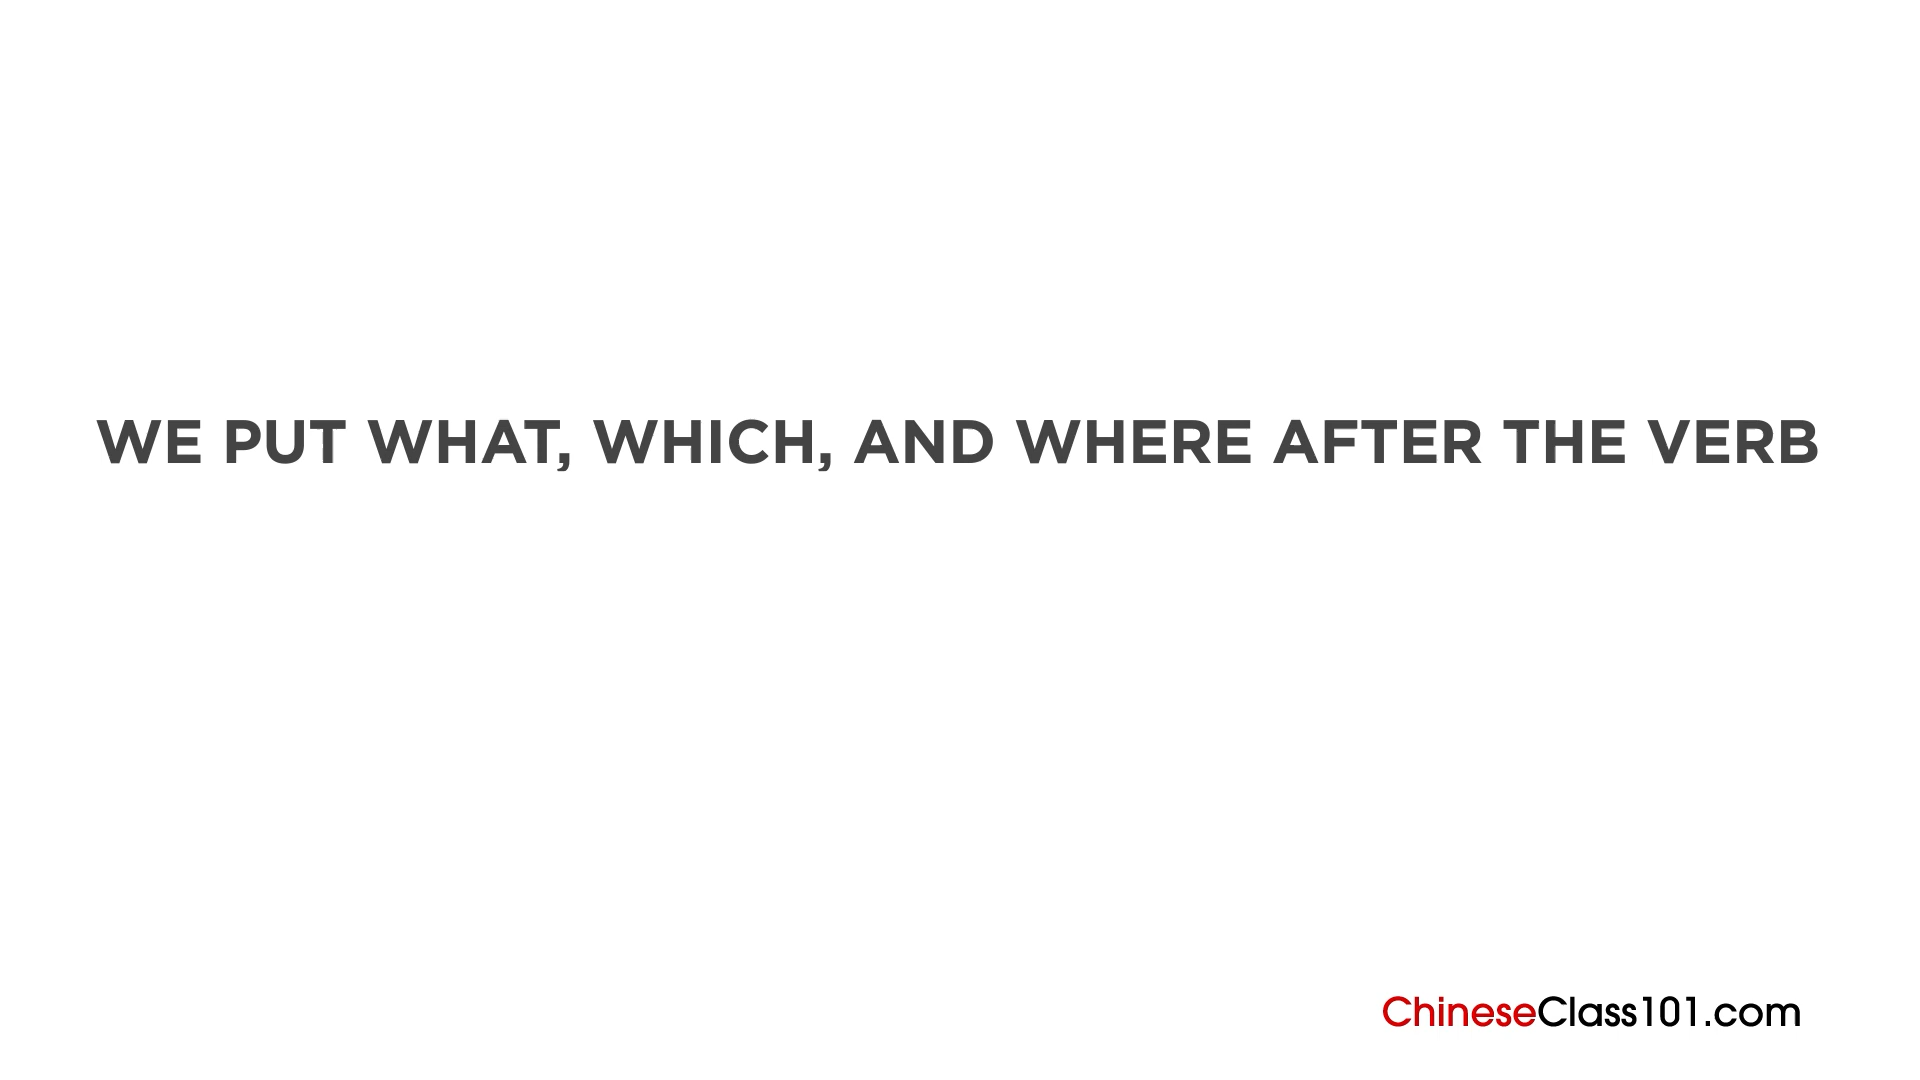 WE PUT WHAT, WHICH, AND WHERE AFTER THE VERB
ChineseClass101.com